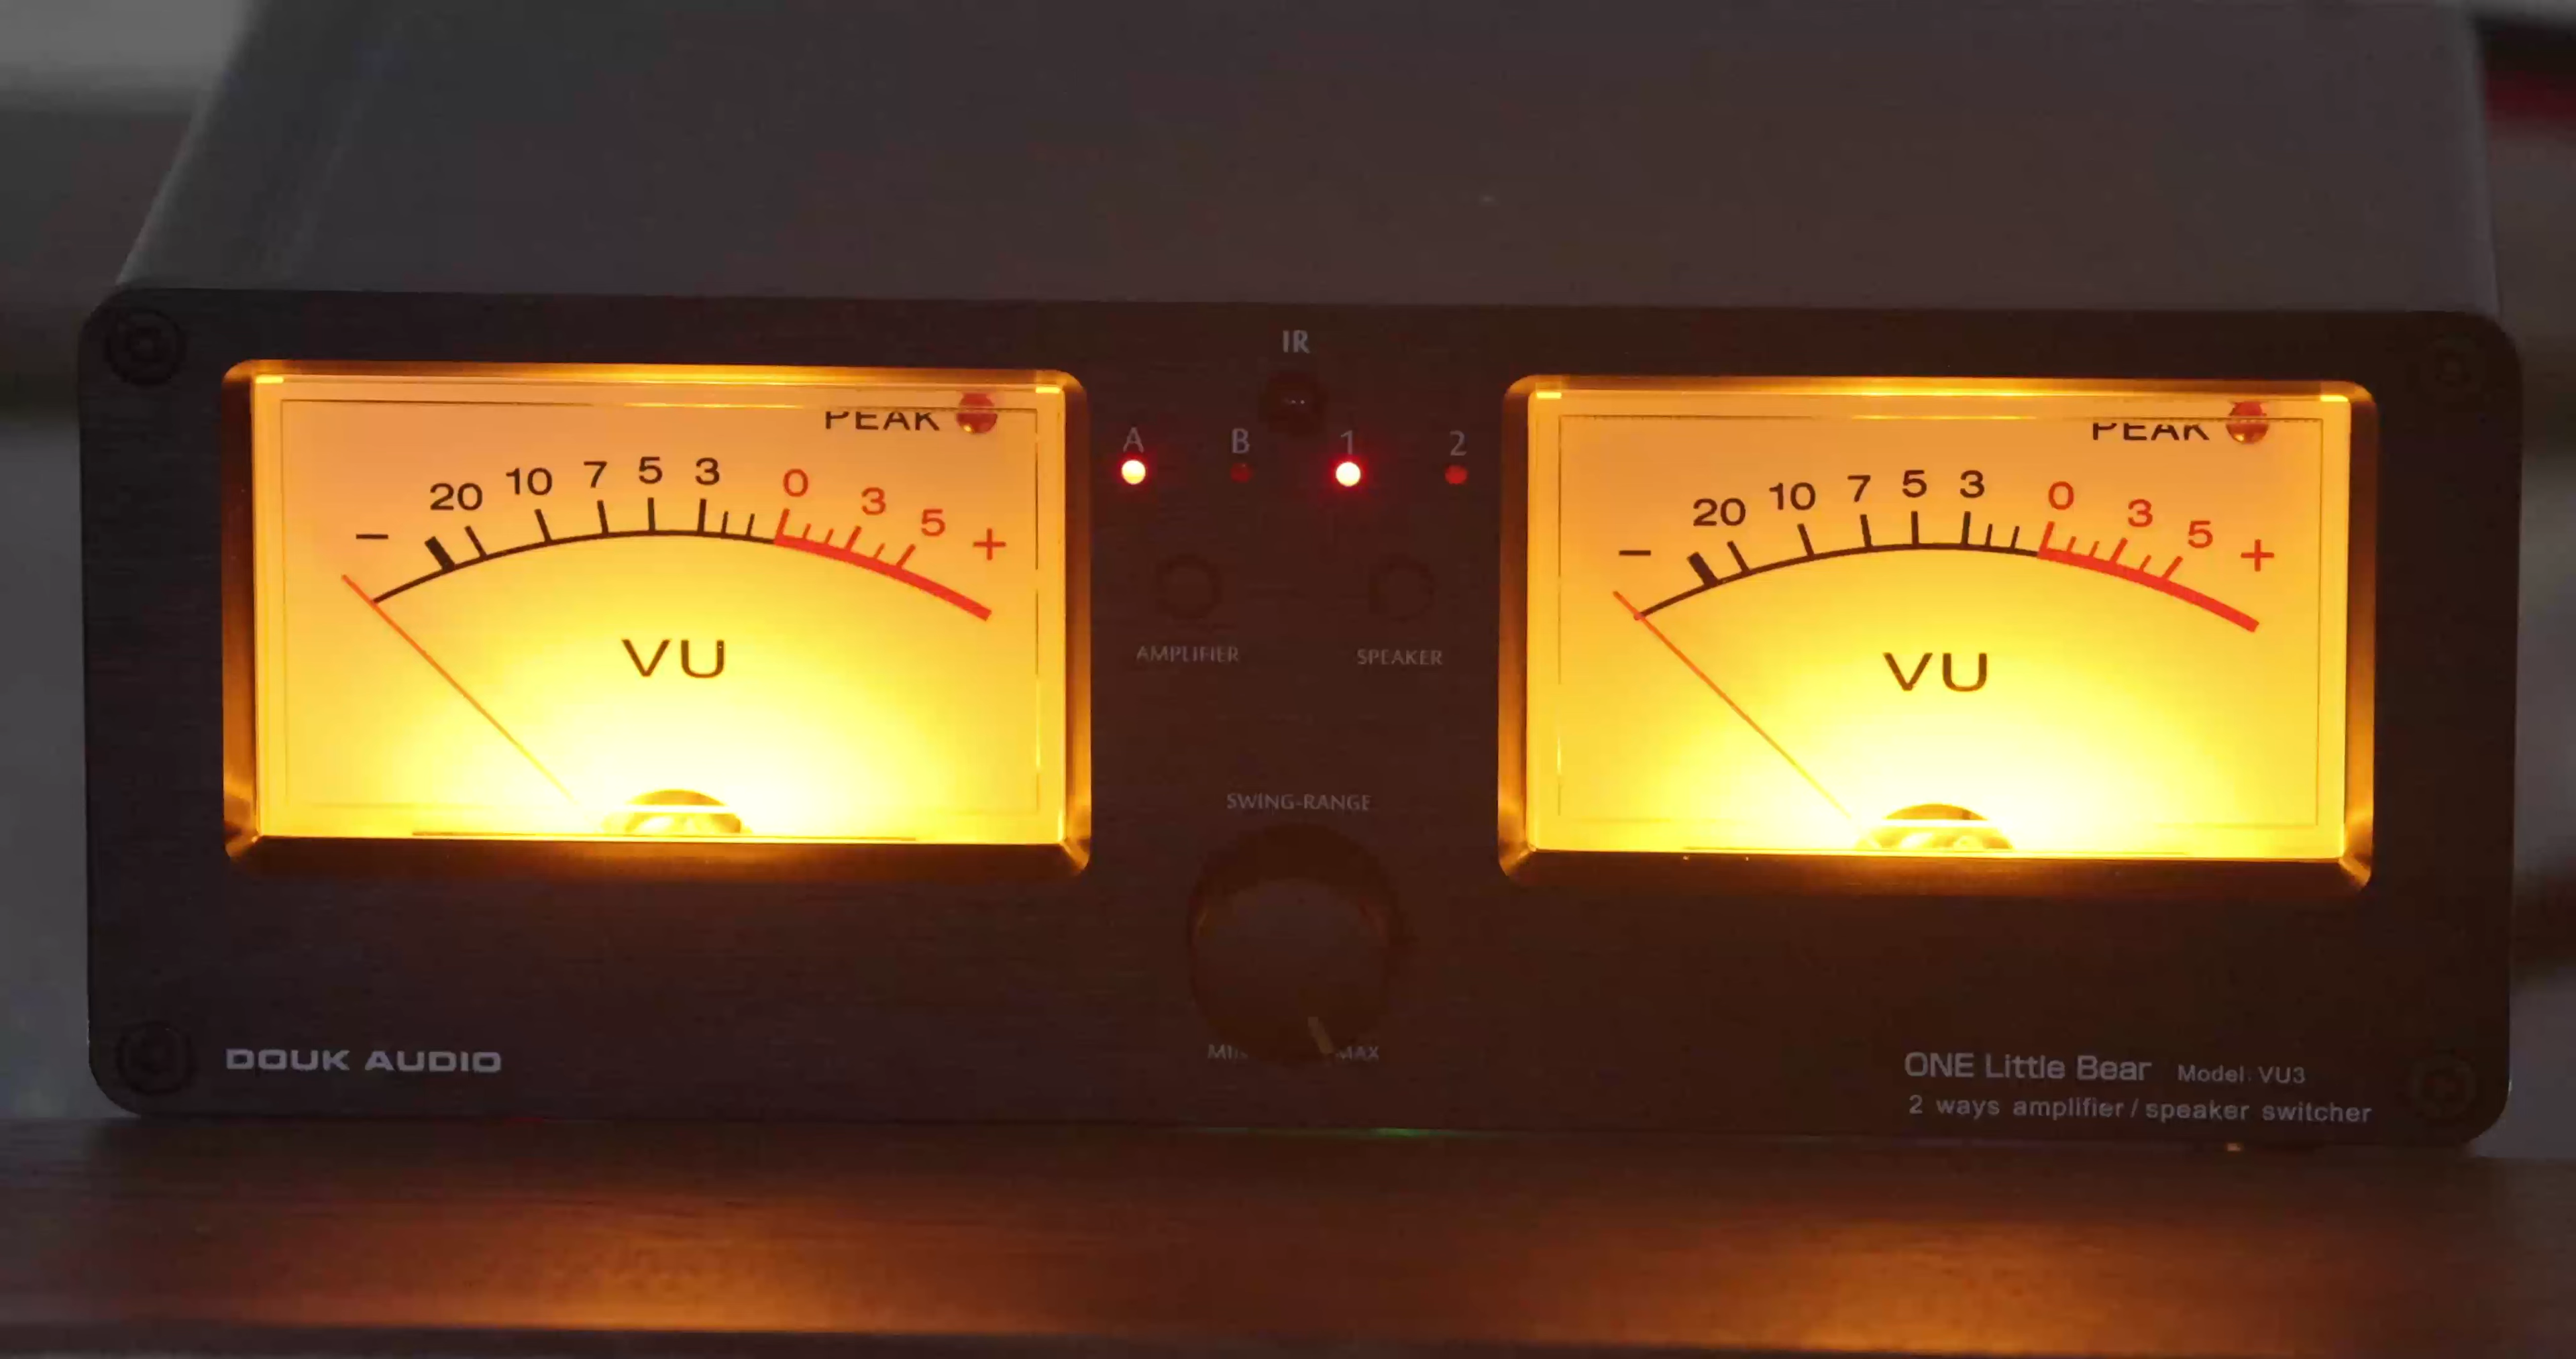 IR
PEAK
A B 1 2
PEAK
20 10 7 5 3 0 3 5
- +
20 10 7 5 3 0 3 5
- +
VU
VU
AMPLIFIER SPEAKER
SWING-RANGE
MAX
DOUK AUDIO
ONE Little Bear Model: VU3
2 ways amplifier / speaker switcher